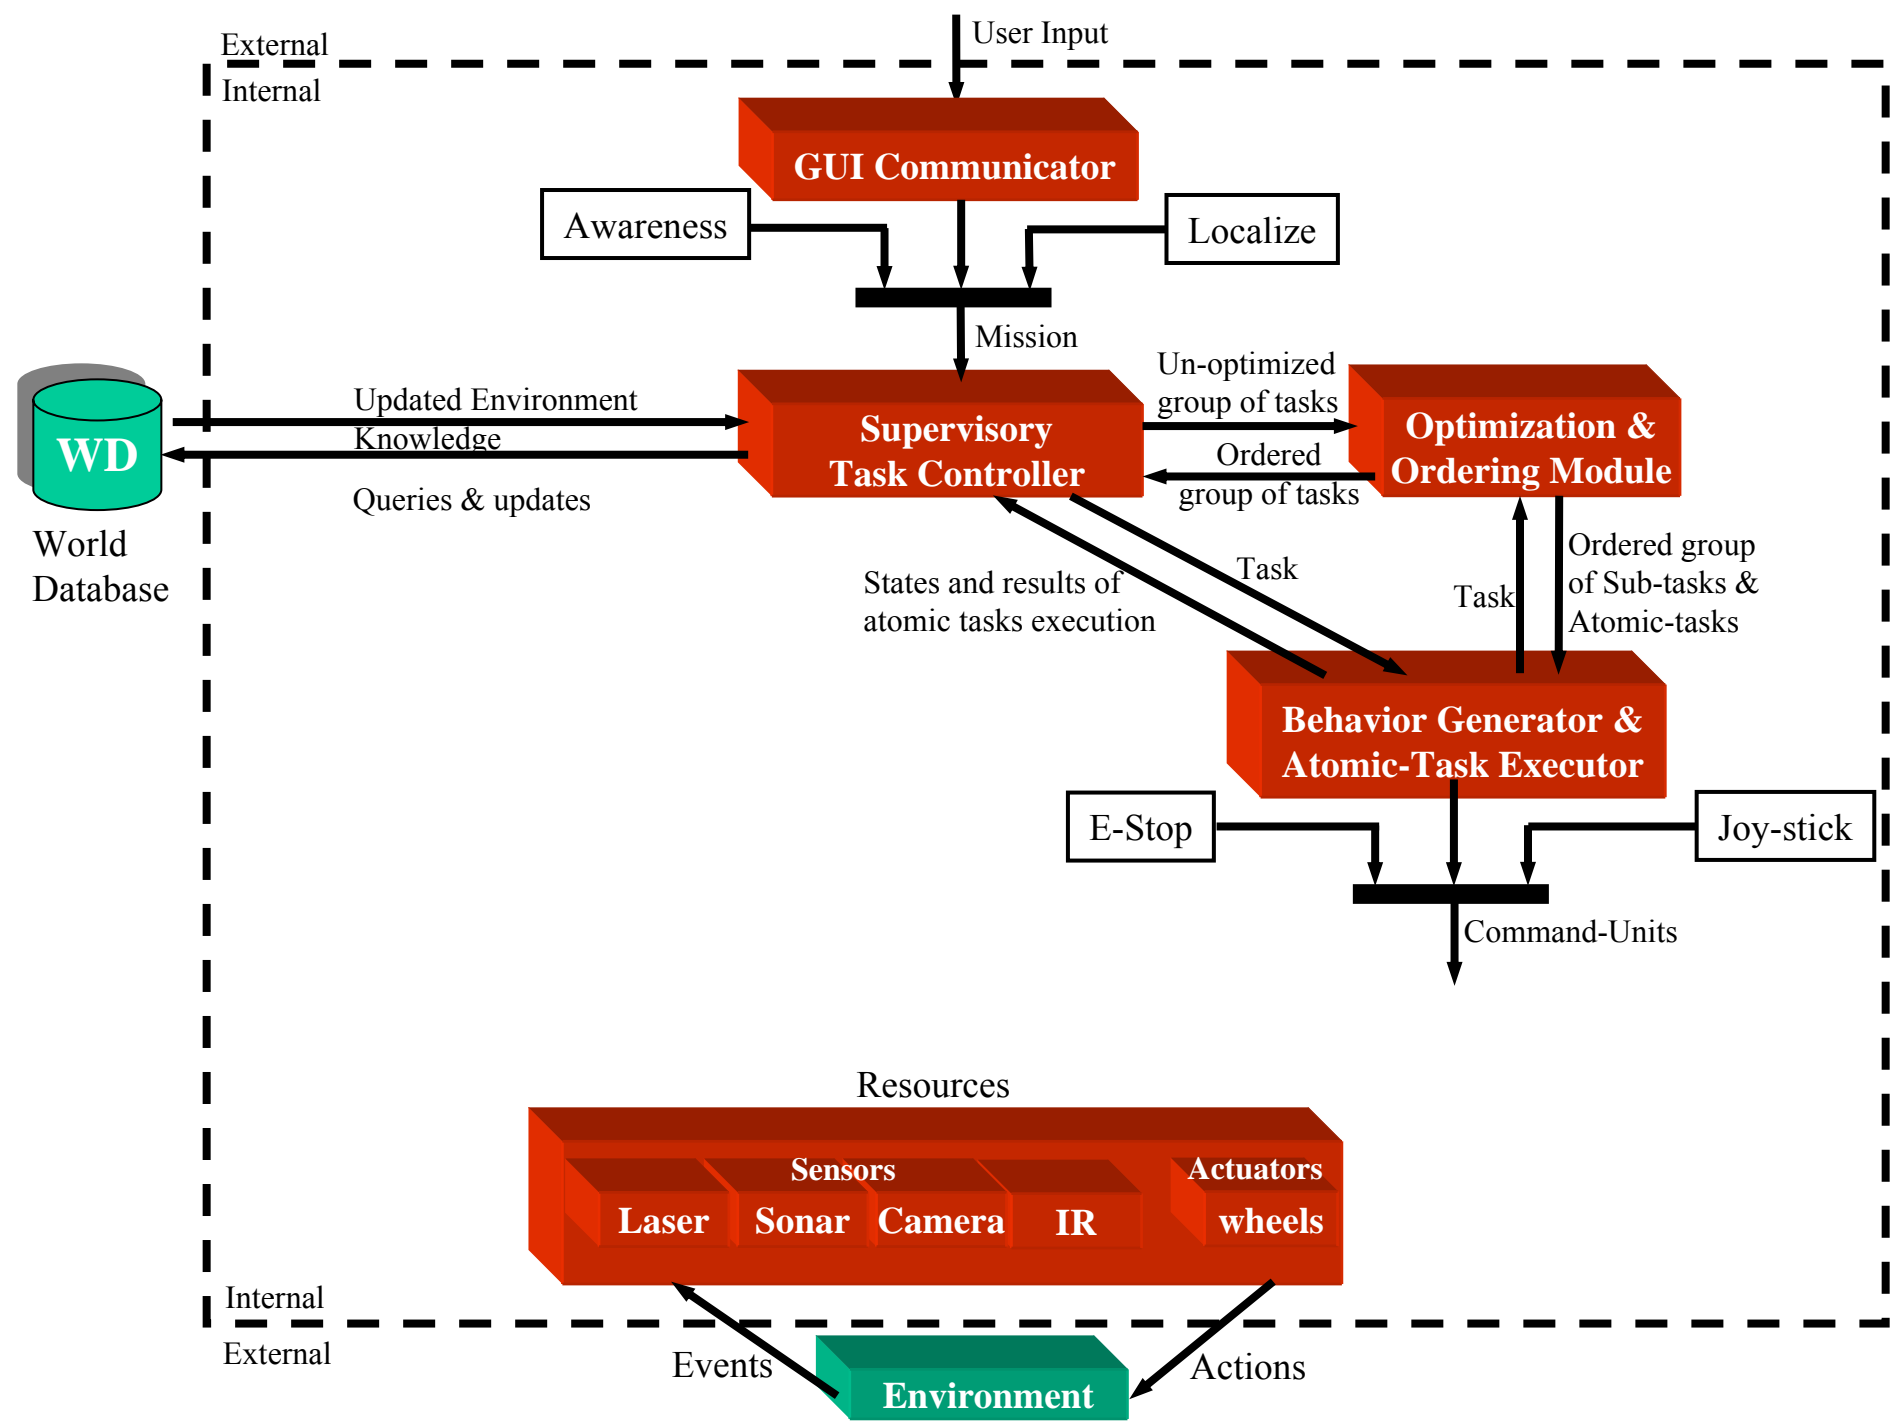 User Input
External
Internal
GUI Communicator
Awareness
Localize
Mission
Un-optimized
group of tasks
Updated Environment
Knowledge
Queries & updates
WD
World
Database
Supervisory
Task Controller
Optimization &
Ordering Module
Ordered
group of tasks
States and results of
atomic tasks execution
Task
Task
Ordered group
of Sub-tasks &
Atomic-tasks
Behavior Generator &
Atomic-Task Executor
E-Stop
Joy-stick
Command-Units
Resources
Sensors
Actuators
Laser
Sonar
Camera
IR
wheels
Internal
External
Events
Actions
Environment